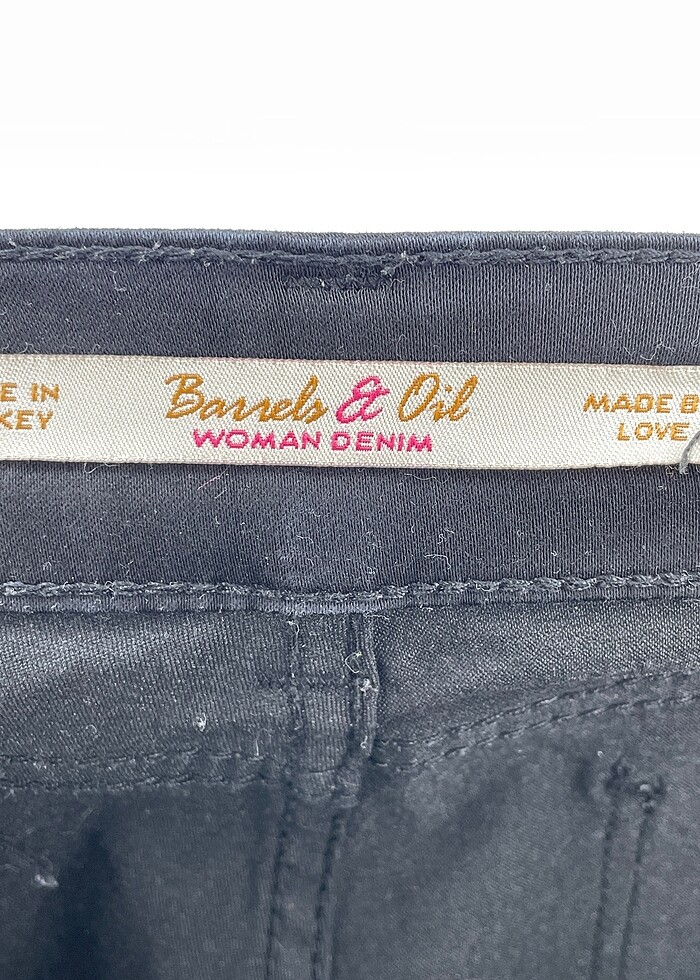 E IN
KEY
Barrels & Oil
WOMAN DENIM
MADE B
LOVE